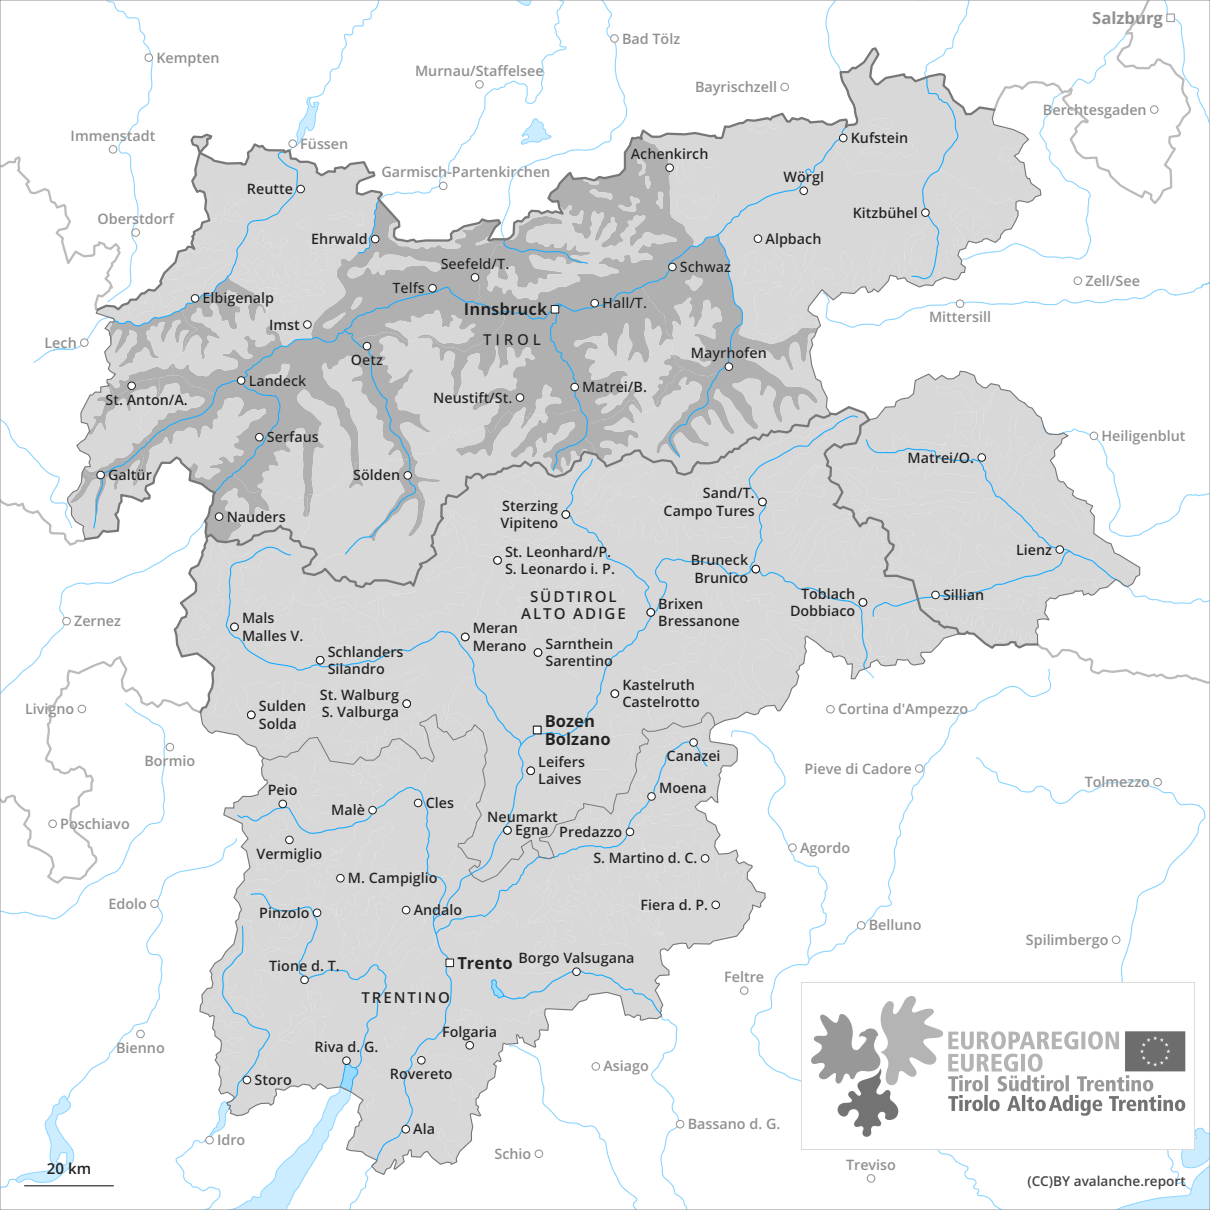 Salzburg
Bad Tölz
Kempten
Murnau/Staffelsee
Bayrischzell
Berchtesgaden
Immenstadt
Füssen
Kufstein
Achenkirch
Garmisch-Partenkirchen
Wörgl
Reutte
Oberstdorf
Kitzbühel
Ehrwald
Alpbach
Seefeld/T.
Schwaz
Zell/See
Telfs
Elbigenalp
Hall/T.
Innsbruck
Mittersill
Imst
TIROL
Lech
Mayrhofen
Oetz
Landeck
Matrei/B.
St. Anton/A.
Neustift/St.
Serfaus
Heiligenblut
Matrei/O.
Galtür
Sölden
Sand/T.
Campo Tures
Sterzing
Vipiteno
Nauders
Lienz
St. Leonhard/P.
S. Leonardo i. P.
Bruneck
Brunico
SÜDTIROL
ALTO ADIGE
Toblach
Dobbiaco
Sillian
Brixen
Bressanone
Zernez
Mals
Malles V.
Meran
Merano
Sarnthein
Sarentino
Schlanders
Silandro
Kastelruth
Castelrotto
St. Walburg
S. Valburga
Livigno
Sulden
Solda
Cortina d'Ampezzo
Bozen
Bolzano
Bormio
Canazei
Leifers
Laives
Pieve di Cadore
Tolmezzo
Peio
Moena
Malè
Cles
Neumarkt
Egna
Predazzo
Poschiavo
Vermiglio
S. Martino d. C.
Agordo
M. Campiglio
Edolo
Pinzolo
Andalo
Fiera d. P.
Belluno
Spilimbergo
Trento
Borgo Valsugana
Tione d. T.
Feltre
TRENTINO
Folgaria
Bienno
Riva d. G.
EUROPAREGION
EUREGIO
Tirol Südtirol Trentino
Tirolo Alto Adige Trentino
Asiago
Rovereto
Storo
Ala
Bassano d. G.
Idro
Schio
Treviso
20 km
(CC)BY avalanche.report